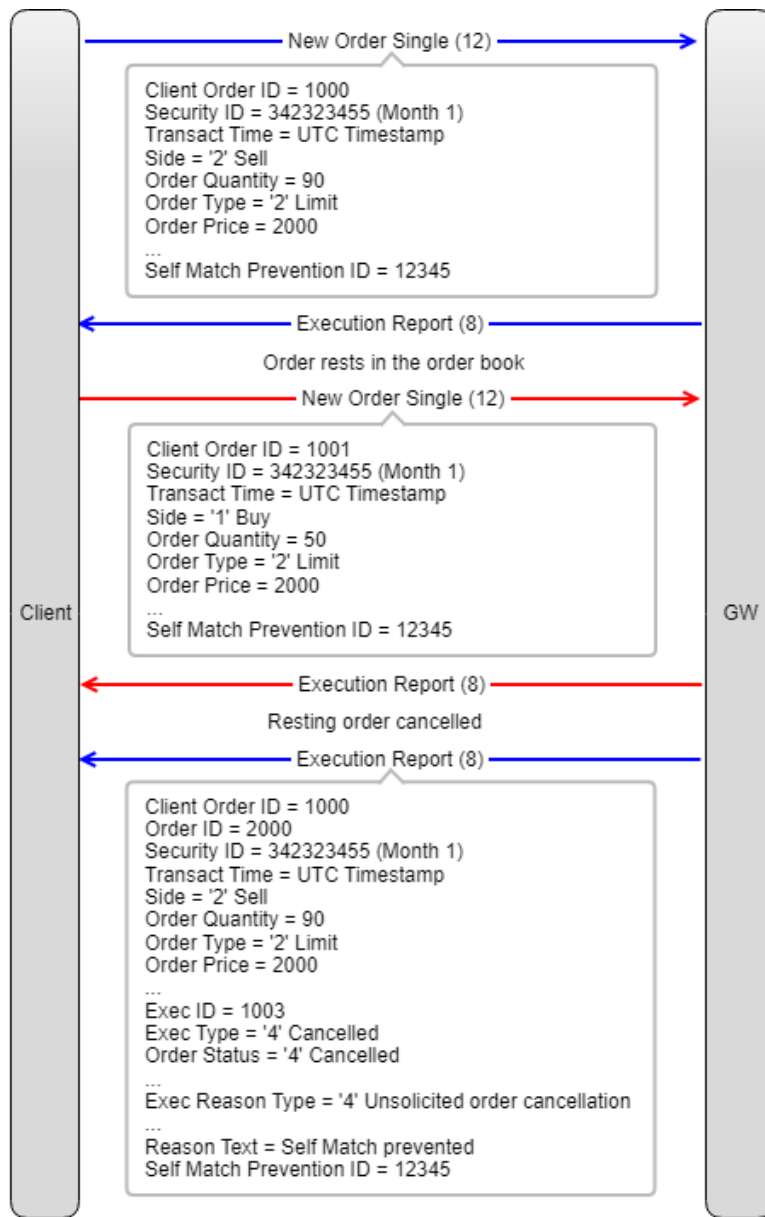 New Order Single (12)
Client Order ID = 1000
Security ID = 342323455 (Month 1)
Transact Time = UTC Timestamp
Side = '2' Sell
Order Quantity = 90
Order Type = '2' Limit
Order Price = 2000
...
Self Match Prevention ID = 12345
Execution Report (8)
Order rests in the order book
New Order Single (12)
Client Order ID = 1001
Security ID = 342323455 (Month 1)
Transact Time = UTC Timestamp
Side = '1' Buy
Order Quantity = 50
Order Type = '2' Limit
Order Price = 2000
...
Self Match Prevention ID = 12345
Client
GW
Execution Report (8)
Resting order cancelled
Execution Report (8)
Client Order ID = 1000
Order ID = 2000
Security ID = 342323455 (Month 1)
Transact Time = UTC Timestamp
Side = '2' Sell
Order Quantity = 90
Order Type = '2' Limit
Order Price = 2000
...
Exec ID = 1003
Exec Type = '4' Cancelled
Order Status = '4' Cancelled
...
Exec Reason Type = '4' Unsolicited order cancellation
...
Reason Text = Self Match prevented
Self Match Prevention ID = 12345